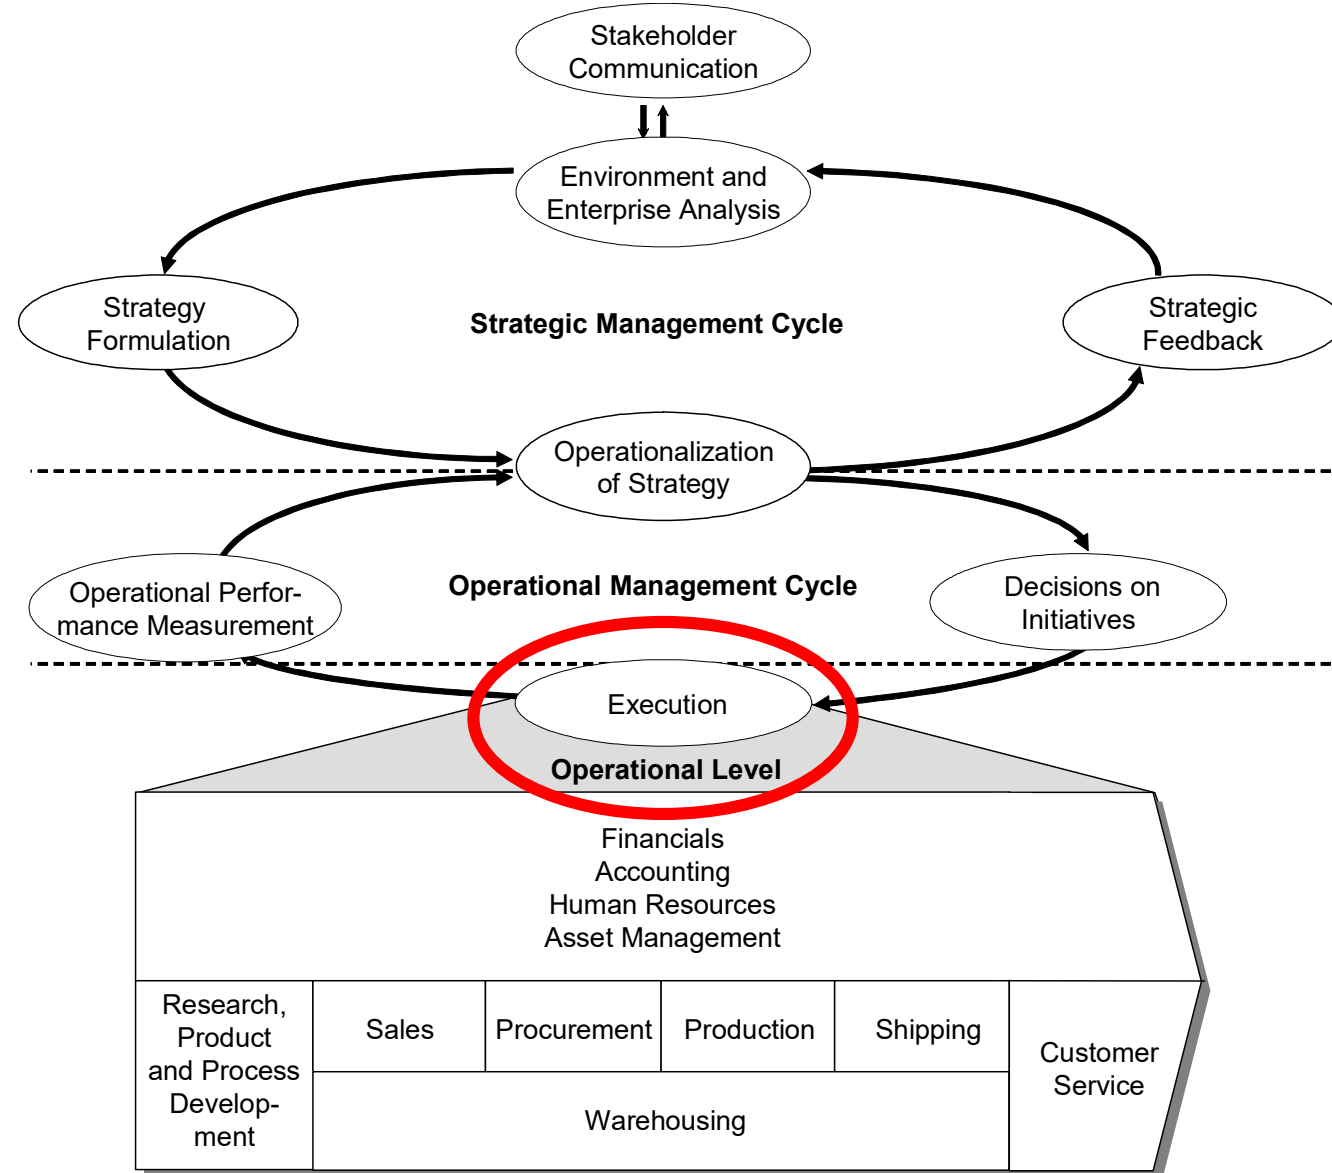 Stakeholder
Communication
Environment and
Enterprise Analysis
Strategy
Formulation
Strategic Management Cycle
Strategic
Feedback
Operationalization
of Strategy
Operational Perfor-
mance Measurement
Operational Management Cycle
Decisions on
Initiatives
Execution
Operational Level
Financials
Accounting
Human Resources
Asset Management
Research,
Product
and Process
Develop-
ment
Sales
Procurement
Production
Shipping
Customer
Service
Warehousing